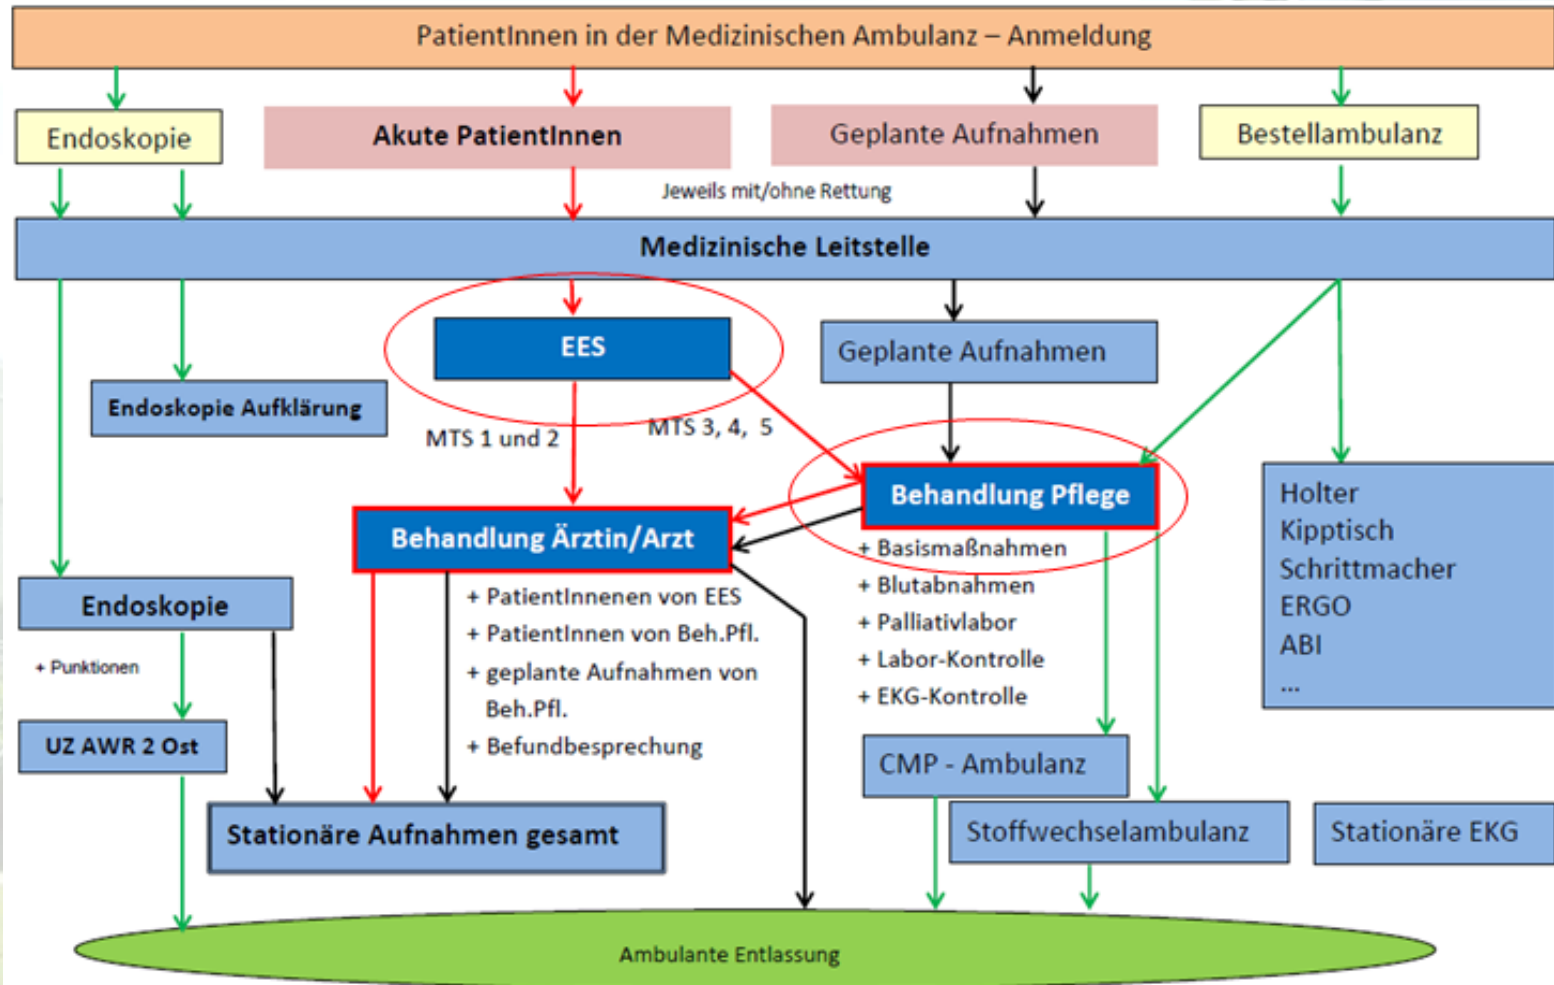 PatientInnen in der Medizinischen Ambulanz – Anmeldung
Endoskopie
Akute PatientInnen
Geplante Aufnahmen
Bestellambulanz
Jeweils mit/ohne Rettung
Medizinische Leitstelle
EES
Geplante Aufnahmen
Endoskopie Aufklärung
MTS 1 und 2
MTS 3, 4, 5
Behandlung Pflege
Behandlung Ärztin/Arzt
+ Basismaßnahmen
+ Blutabnahmen
+ Palliativlabor
+ Labor-Kontrolle
+ EKG-Kontrolle
Holter
Kipptisch
Schrittmacher
ERGO
ABI
...
Endoskopie
+ Punktionen
+ PatientInnenen von EES
+ PatientInnen von Beh.Pfl.
+ geplante Aufnahmen von
Beh.Pfl.
+ Befundbesprechung
UZ AWR 2 Ost
CMP - Ambulanz
Stationäre Aufnahmen gesamt
Stoffwechselambulanz
Stationäre EKG
Ambulante Entlassung